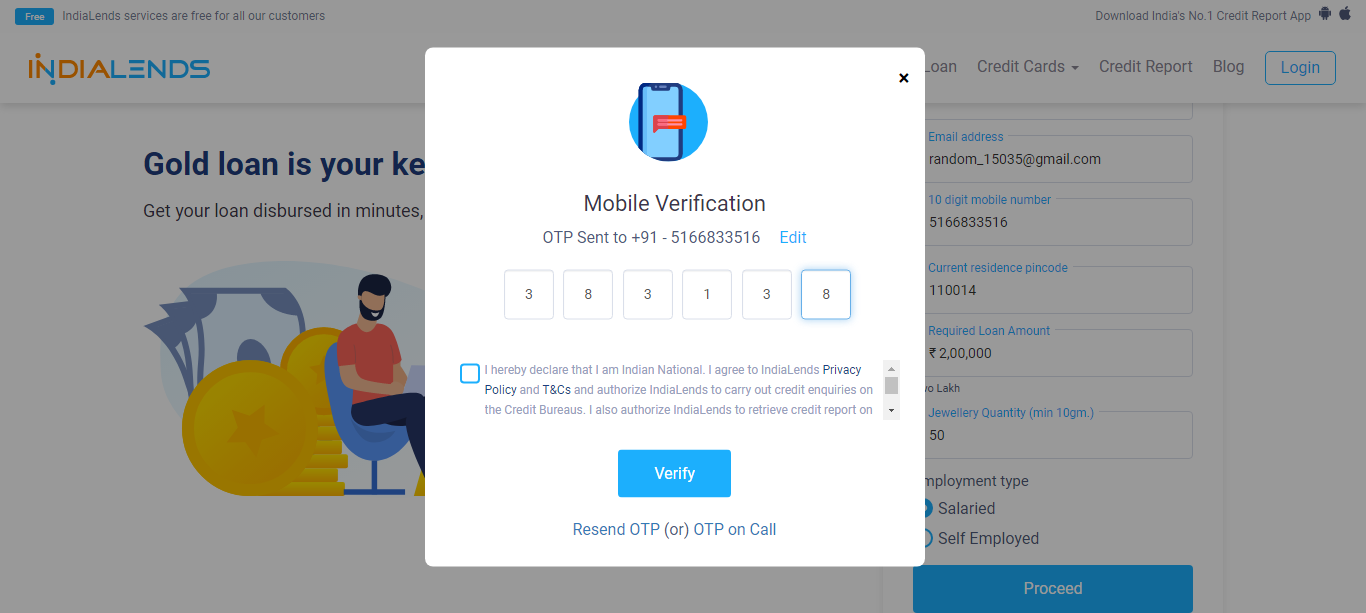 Free IndiaLends services are free for all our customers
Download India's No.1 Credit Report App
INDIALENDS
Loan Credit Cards Credit Report Blog Login
Gold loan is your ke
Get your loan disbursed in minutes,
Mobile Verification
OTP Sent to +91 - 5166833516 Edit
3 8 3 1 3 8
I hereby declare that I am Indian National. I agree to IndiaLends Privacy
Policy and T&Cs and authorize IndiaLends to carry out credit enquiries on
the Credit Bureaus. I also authorize IndiaLends to retrieve credit report on
Verify
Resend OTP (or) OTP on Call
Email address
random_15035@gmail.com
10 digit mobile number
5166833516
Current residence pincode
110014
Required Loan Amount
₹ 2,00,000
wo Lakh
Jewellery Quantity (min 10gm.)
50
mployment type
Salaried
Self Employed
Proceed